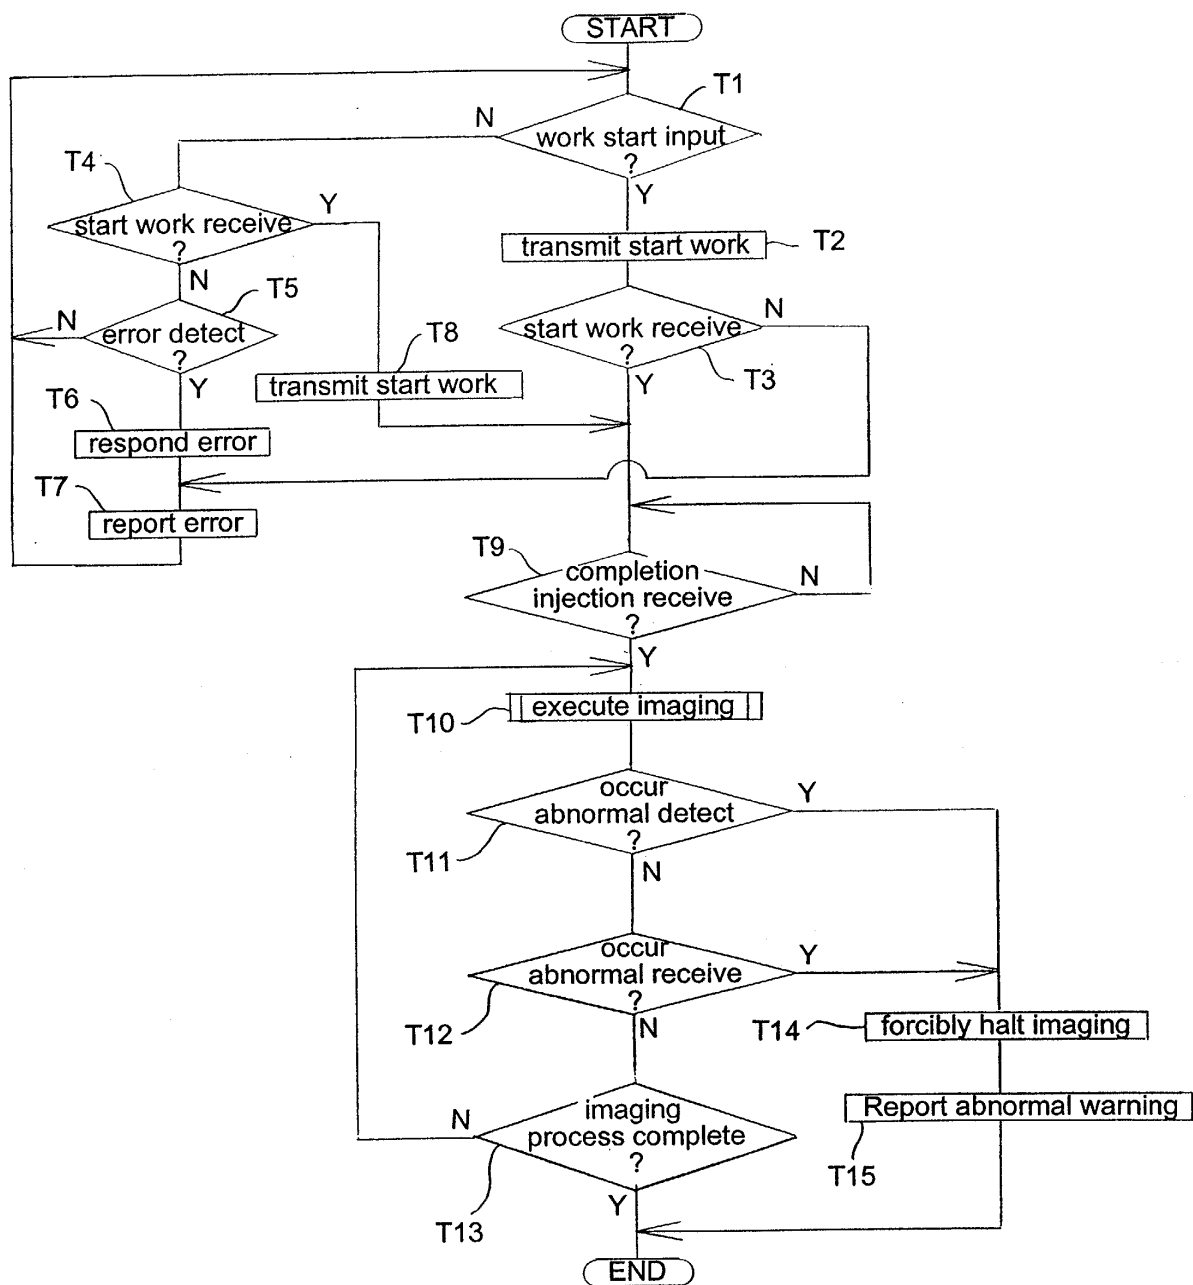 START
T1
N
work start input
?
Y
T4
start work receive
?
Y
N
T2
transmit start work
T5
N
error detect
?
Y
T8
transmit start work
start work receive
?
N
Y
T3
T6
respond error
T7
report error
T9
completion
injection receive
?
N
Y
T10
execute imaging
occur
abnormal detect
?
Y
T11
N
occur
abnormal receive
?
Y
T12
N
T14
forcibly halt imaging
imaging
process complete
?
N
Report abnormal warning
T15
T13
Y
END